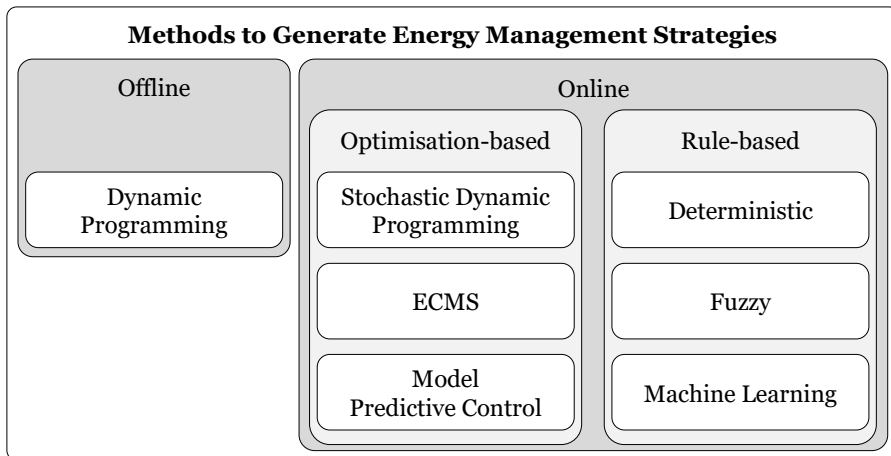 Methods to Generate Energy Management Strategies
Offline
Dynamic
Programming
Online
Optimisation-based
Stochastic Dynamic
Programming
ECMS
Model
Predictive Control
Rule-based
Deterministic
Fuzzy
Machine Learning